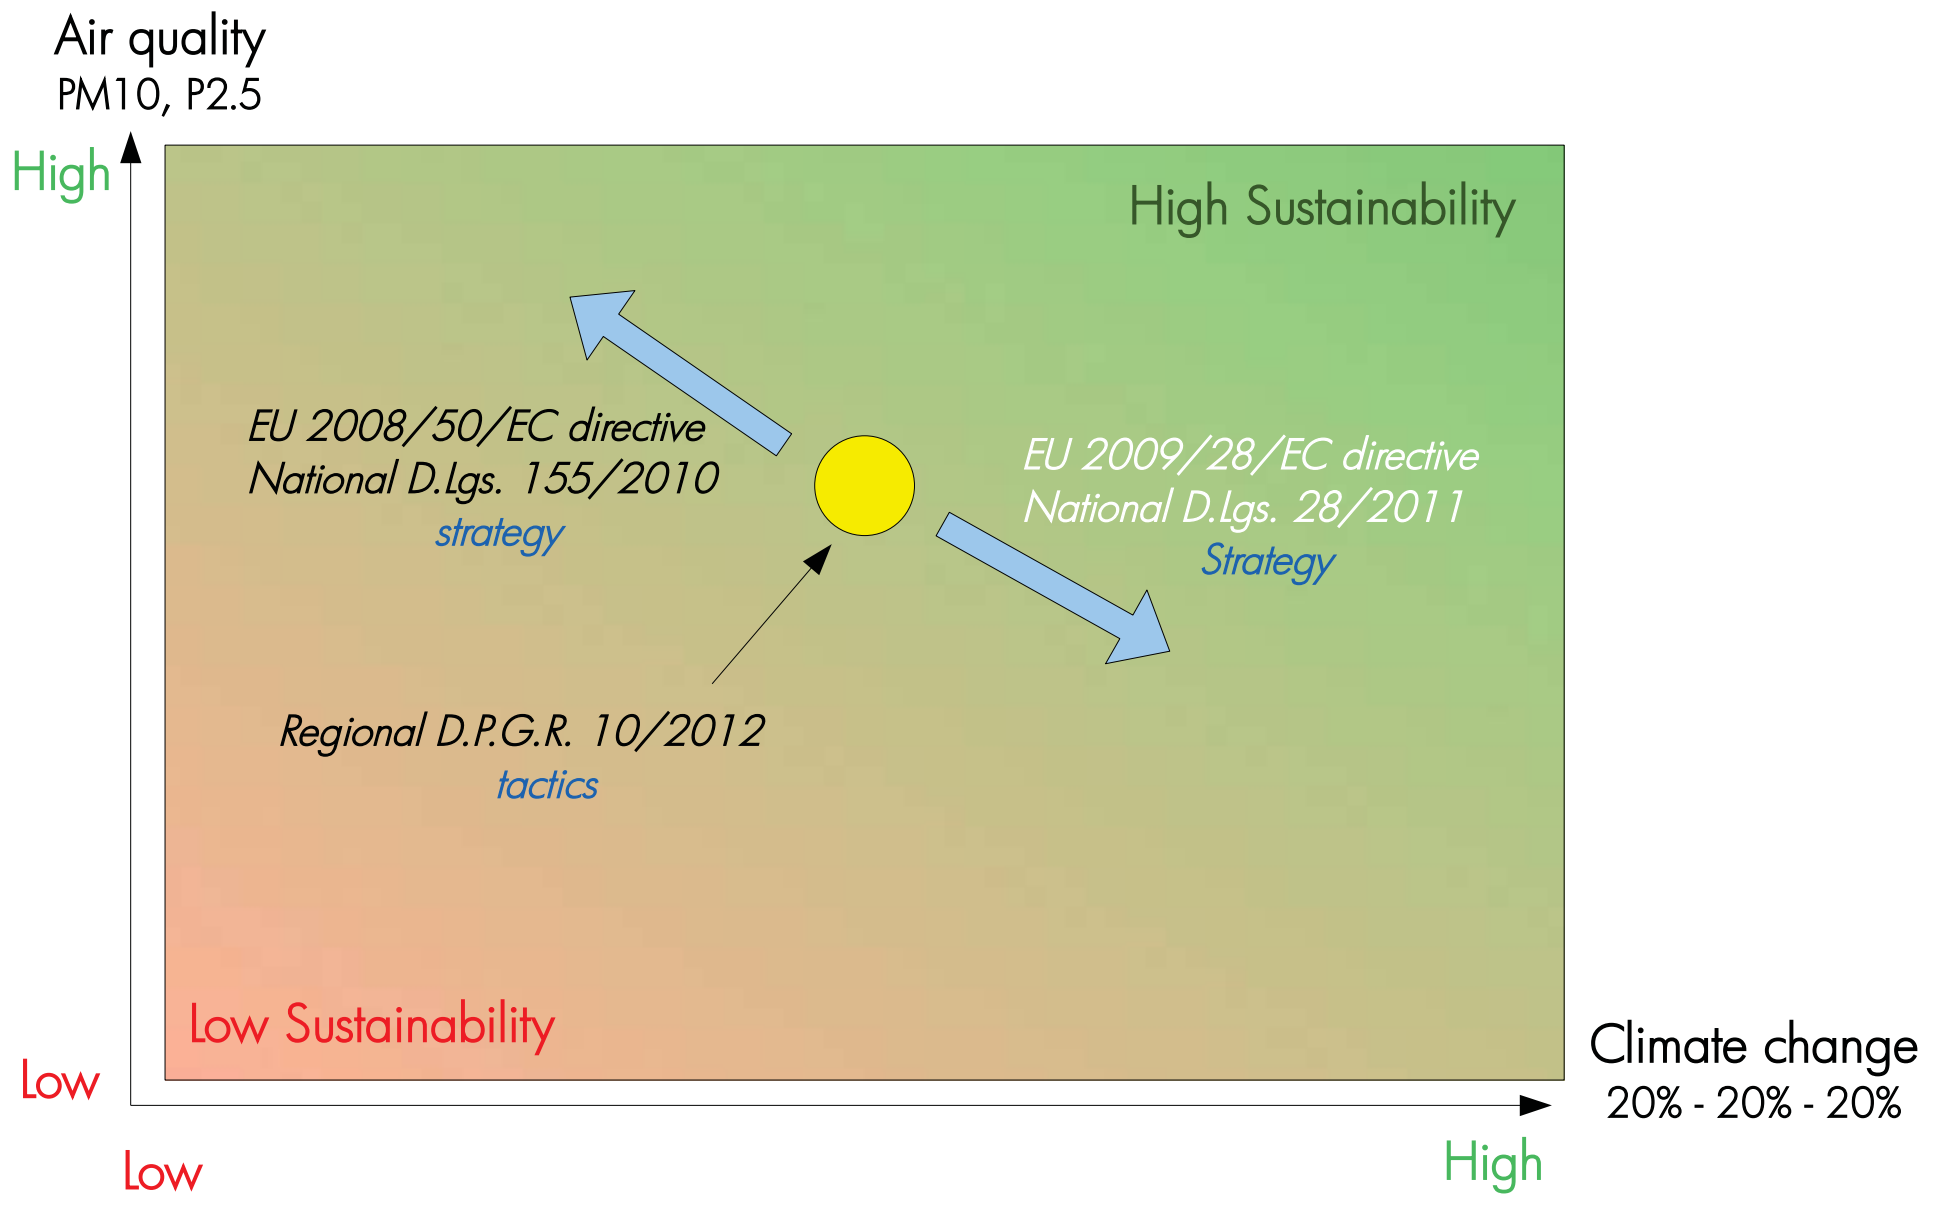 Air quality
PM10, P2.5
High
High Sustainability
EU 2008/50/EC directive
National D.Lgs. 155/2010
strategy
EU 2009/28/EC directive
National D.Lgs. 28/2011
Strategy
Regional D.P.G.R. 10/2012
tactics
Low Sustainability
Low
Climate change
20% - 20% - 20%
Low
High